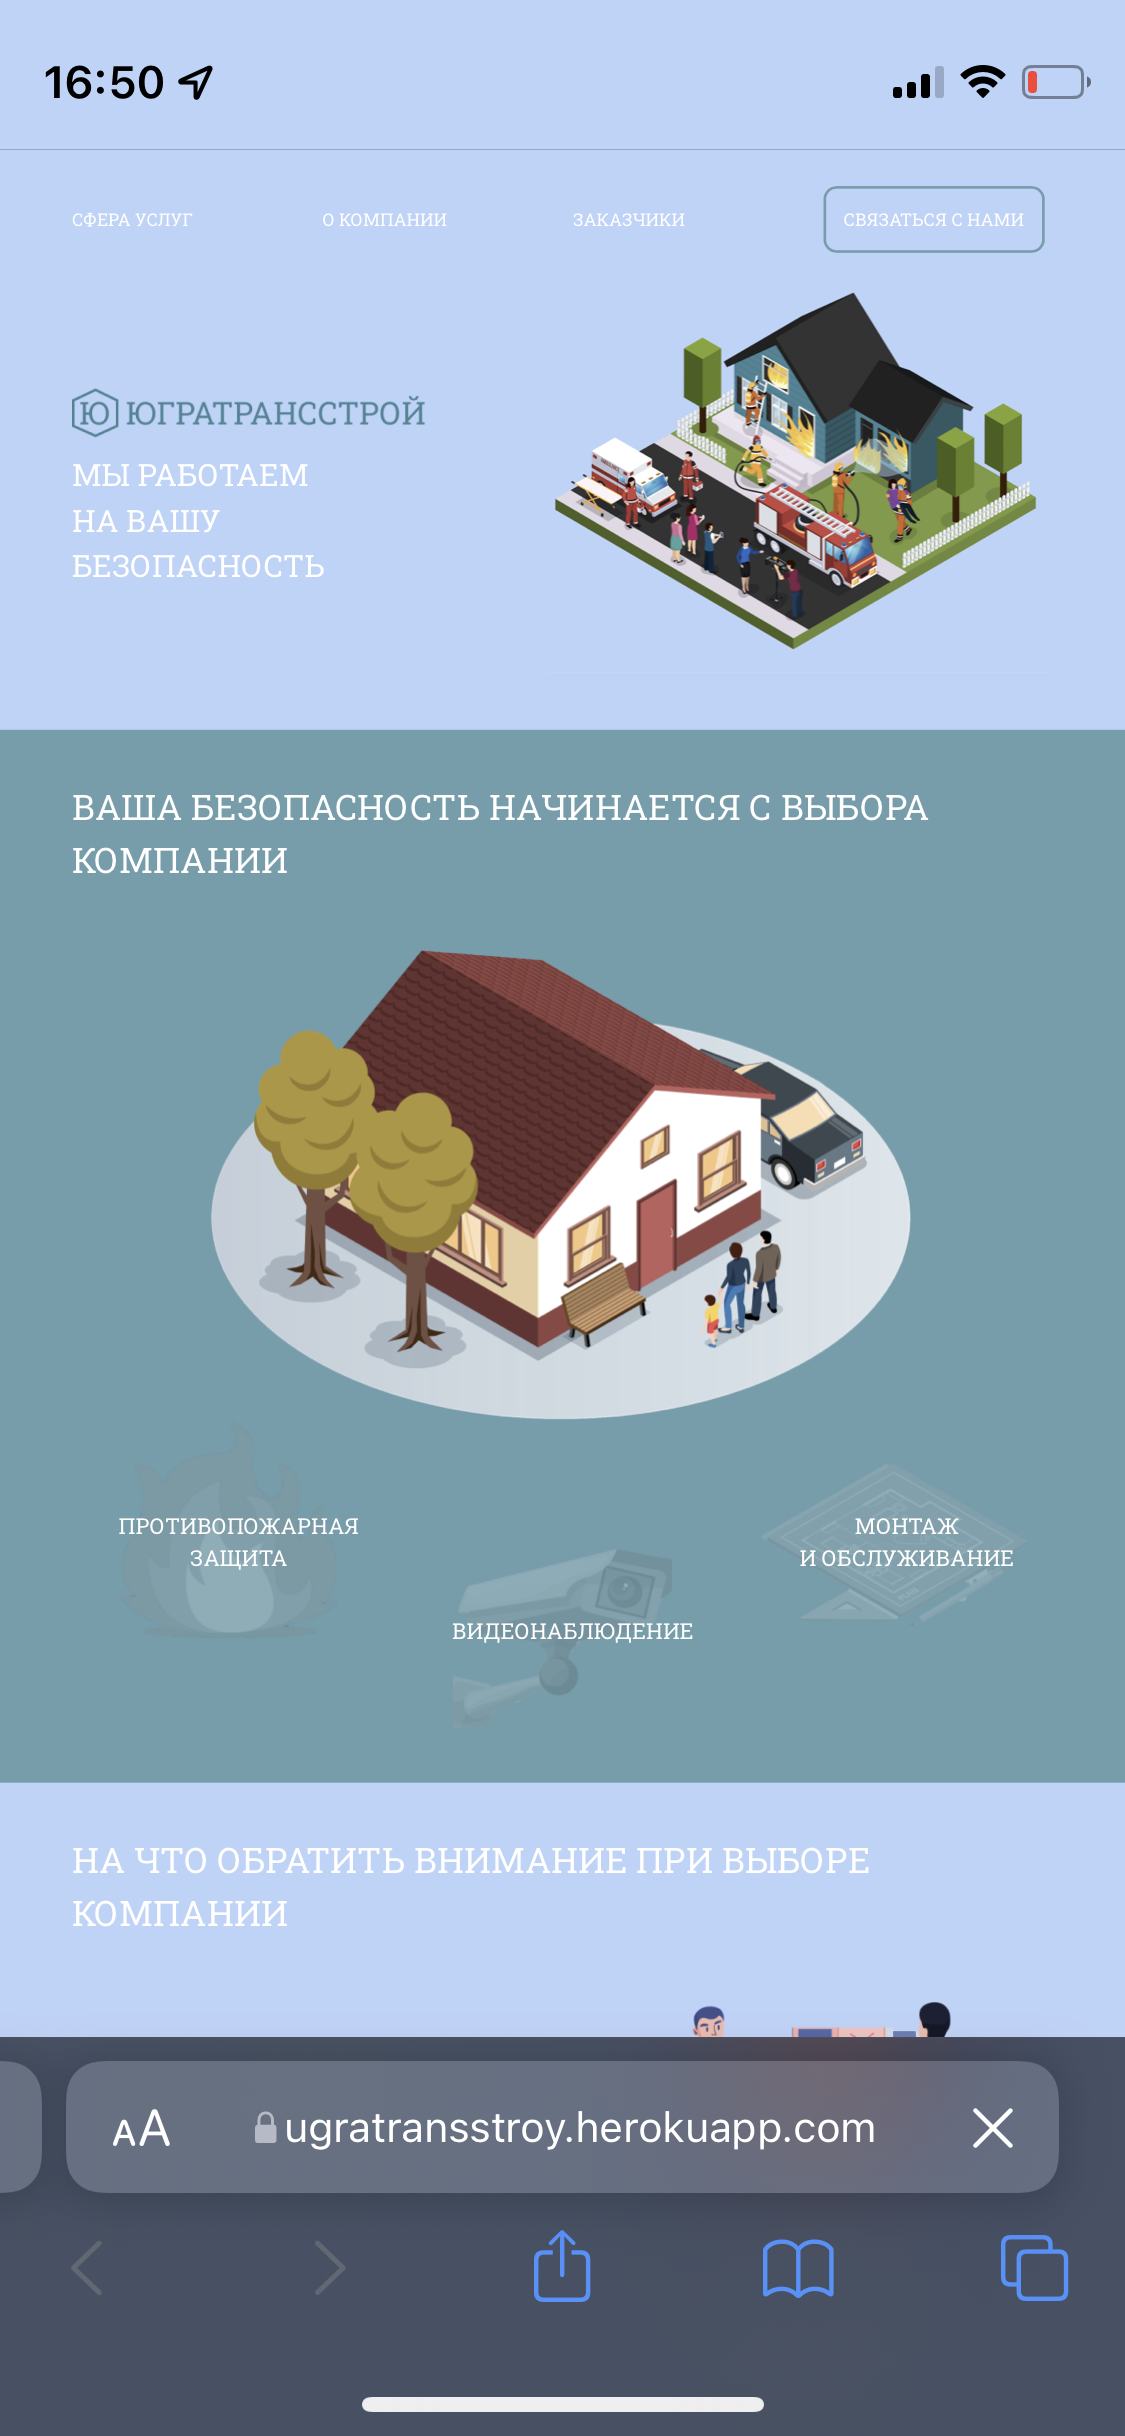 16:50
СФЕРА УСЛУГ
О КОМПАНИИ
ЗАКАЗЧИКИ
СВЯЗАТЬСЯ С НАМИ
Ю ЮГРАТРАНССТРОЙ
МЫ РАБОТАЕМ
НА ВАШУ
БЕЗОПАСНОСТЬ
ВАША БЕЗОПАСНОСТЬ НАЧИНАЕТСЯ С ВЫБОРА
КОМПАНИИ
ПРОТИВОПОЖАРНАЯ
ЗАЩИТА
МОНТАЖ
И ОБСЛУЖИВАНИЕ
ВИДЕОНАБЛЮДЕНИЕ
НА ЧТО ОБРАТИТЬ ВНИМАНИЕ ПРИ ВЫБОРЕ
КОМПАНИИ
AA
ugratransstroy.herokuapp.com